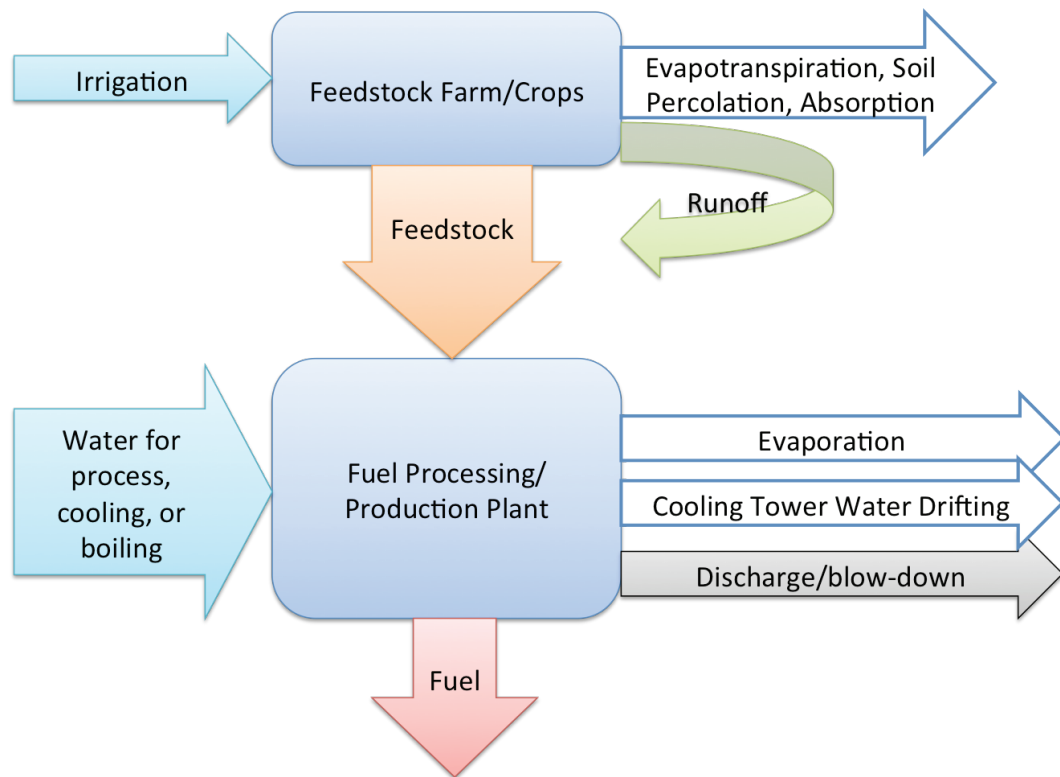 Irrigation
Feedstock Farm/Crops
Evapotranspiration, Soil
Percolation, Absorption
Runoff
Feedstock
Water for
process,
cooling, or
boiling
Fuel Processing/
Production Plant
Evaporation
Cooling Tower Water Drifting
Discharge/blow-down
Fuel